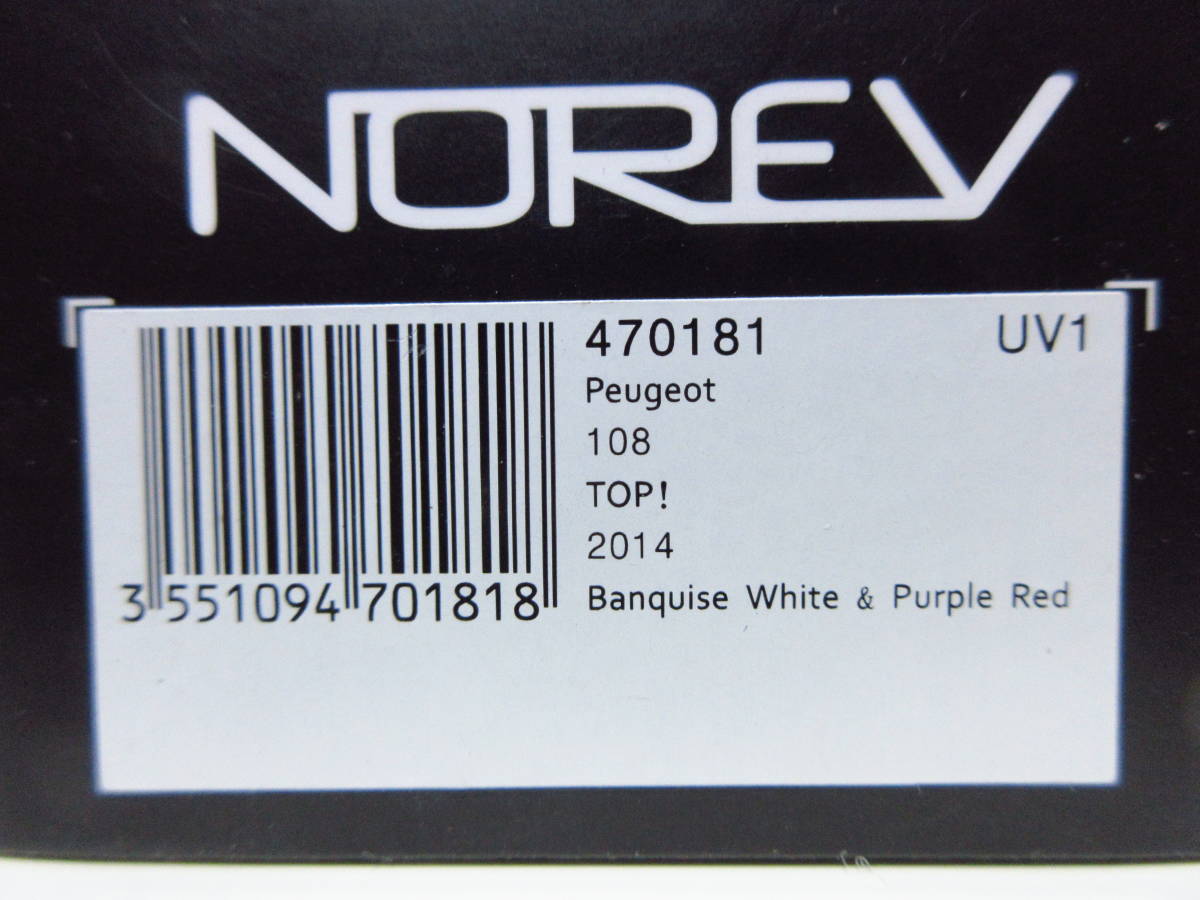 NOREV
470181 UV1
Peugeot
108
TOP!
2014
Banquise White & Purple Red
3 551094 701818